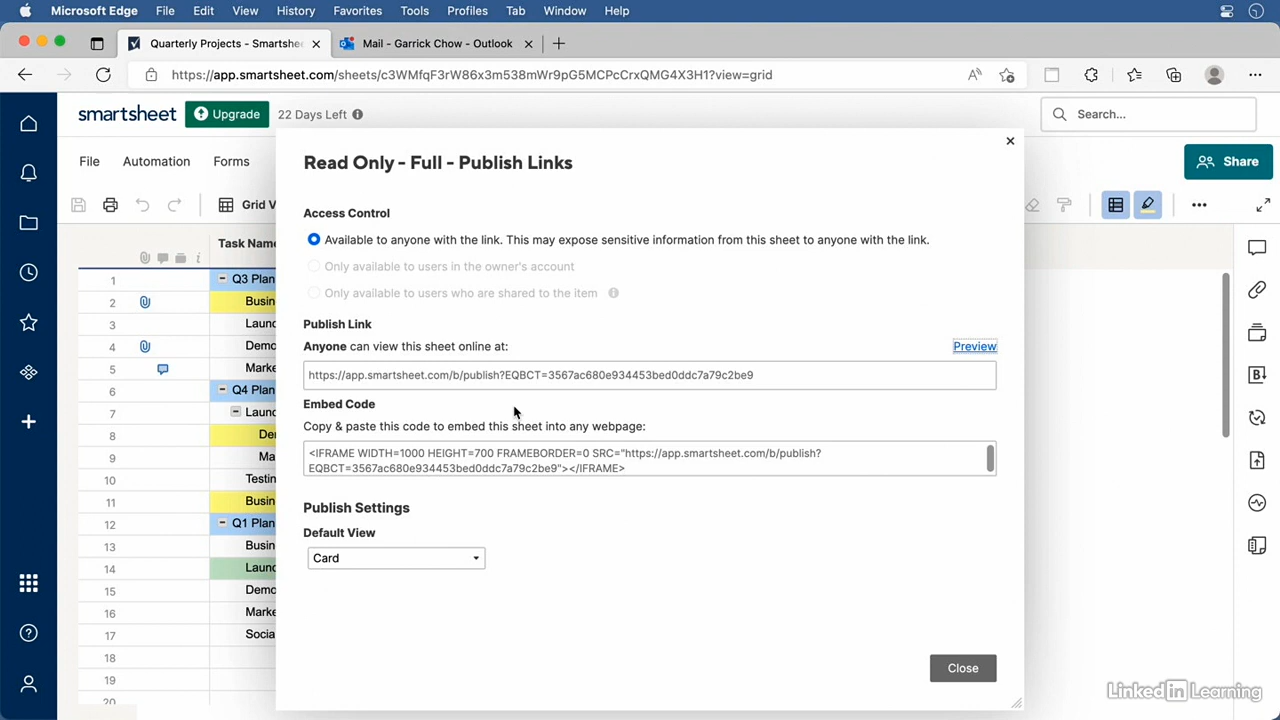 Microsoft Edge File Edit View History Favorites Tools Profiles Tab Window Help
Quarterly Projects - Smartshe
Mail - Garrick Chow - Outlook
https://app.smartsheet.com/sheets/c3WMfqF3rW86x3m538mWr9pG5MCPcCrxQMG4X3H1?view=grid
smartsheet
Upgrade
22 Days Left
Search...
File Automation Forms
Share
Grid V
Task Name
1 Q3 Plan
2 Busin
3 Laun
4 Demo
5 Marke
6 Q4 Plan
7 Laun
8 De
9 Ma
10 Testin
11 Busin
12 Q1 Plan
13 Busin
14 Laun
15 Demo
16 Marke
17 Socia
18
19
20
Read Only - Full - Publish Links
Access Control
Available to anyone with the link. This may expose sensitive information from this sheet to anyone with the link.
Only available to users in the owner's account
Only available to users who are shared to the item
Publish Link
Anyone can view this sheet online at:
Preview
https://app.smartsheet.com/b/publish?EQBCT=3567ac680e934453bed0ddc7a79c2be9
Embed Code
Copy & paste this code to embed this sheet into any webpage:
<IFRAME WIDTH=1000 HEIGHT=700 FRAMEBORDER=0 SRC="https://app.smartsheet.com/b/publish?
EQBCT=3567ac680e934453bed0ddc7a79c2be9"></IFRAME>
Publish Settings
Default View
Card
Close
LinkedIn Learning